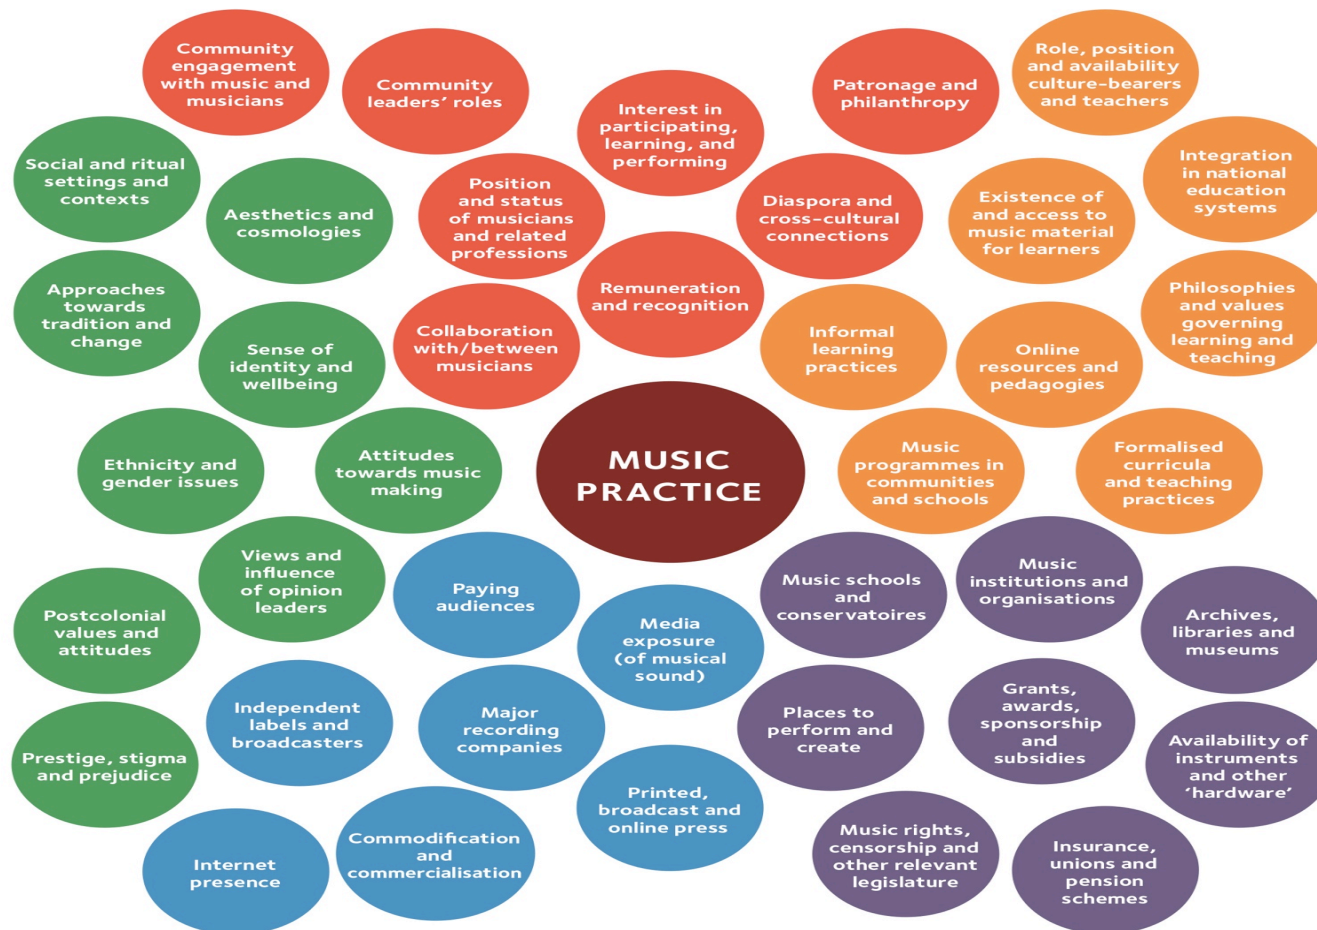 Community
engagement
with music and
musicians
Community
leaders’ roles
Interest in
participating,
learning, and
performing
Patronage and
philanthropy
Role, position
and availability
culture-bearers
and teachers
Social and ritual
settings and
contexts
Aesthetics and
cosmologies
Position
and status
of musicians
and related
professions
Diaspora and
cross-cultural
connections
Existence of
and access to
music material
for learners
Integration
in national
education
systems
Approaches
towards
tradition and
change
Sense of
identity and
wellbeing
Collaboration
with/between
musicians
Remuneration
and recognition
Informal
learning
practices
Online
resources and
pedagogies
Philosophies
and values
governing
learning and
teaching
Ethnicity and
gender issues
Attitudes
towards music
making
MUSIC
PRACTICE
Music
programmes in
communities
and schools
Formalised
curricula
and teaching
practices
Views and
influence
of opinion
leaders
Paying
audiences
Media
exposure
(of musical
sound)
Music schools
and
conservatoires
Music
institutions and
organisations
Archives,
libraries and
museums
Postcolonial
values and
attitudes
Independent
labels and
broadcasters
Major
recording
companies
Places to
perform and
create
Grants,
awards,
sponsorship
and
subsidies
Availability of
instruments
and other
‘hardware’
Prestige, stigma
and prejudice
Internet
presence
Commodification
and
commercialisation
Printed,
broadcast and
online press
Music rights,
censorship and
other relevant
legislature
Insurance,
unions and
pension
schemes